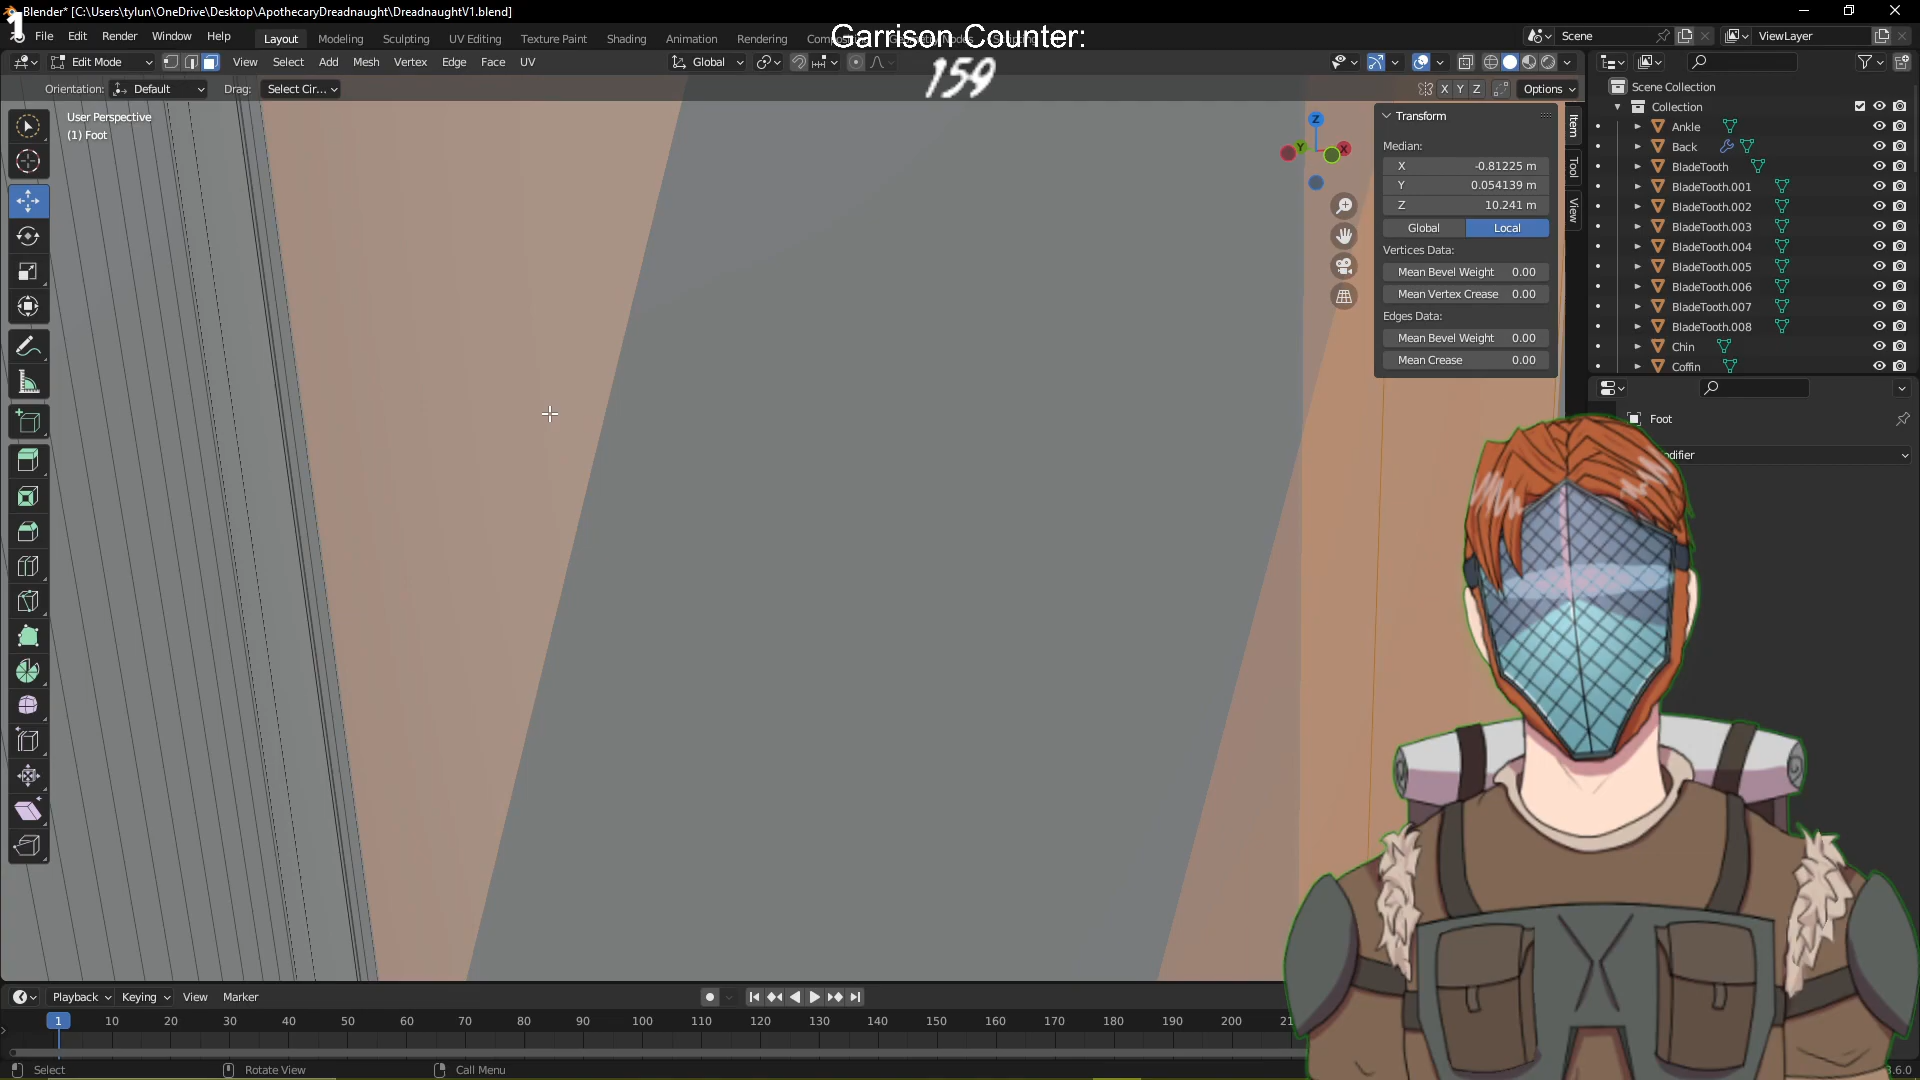 1
Blender* [C:\Users\tylun\OneDrive\Desktop\ApothecaryDreadnaught\DreadnaughtV1.blend]
File Edit Render Window Help Layout Modeling Sculpting UV Editing Texture Paint Shading Animation Rendering
Garrison Counter:
159
Scene
ViewLayer
Edit Mode View Select Add Mesh Vertex Edge Face UV Global
Orientation: Default Drag: Select Cir...
X Y Z Options
User Perspective
(1) Foot
Z
Y
X
Transform
Median:
X -0.81225 m
Y 0.054139 m
Z 10.241 m
Global Local
Vertices Data:
Mean Bevel Weight 0.00
Mean Vertex Crease 0.00
Edges Data:
Mean Bevel Weight 0.00
Mean Crease 0.00
Item
Tool
View
Scene Collection
Collection
Ankle
Back
BladeTooth
BladeTooth.001
BladeTooth.002
BladeTooth.003
BladeTooth.004
BladeTooth.005
BladeTooth.006
BladeTooth.007
BladeTooth.008
Chin
Coffin
Foot
odifier
Playback Keying View Marker
1 10 20 30 40 50 60 70 80 90 100 110 120 130 140 150 160 170 180 190 200 21
Select Rotate View Call Menu
3.6.0